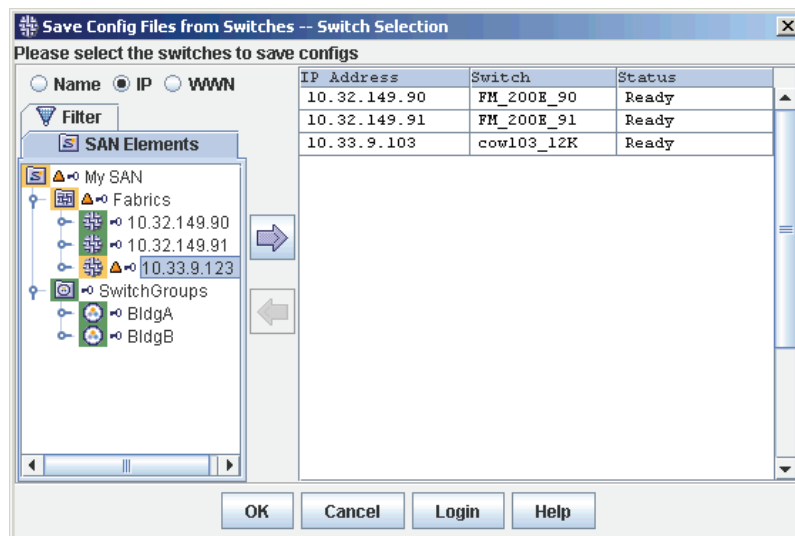 Save Config Files from Switches -- Switch Selection
Please select the switches to save configs
Name IP WWN
Filter
SAN Elements
My SAN
Fabrics
10.32.149.90
10.32.149.91
10.33.9.123
SwitchGroups
BldgA
BldgB
IP Address Switch Status
10.32.149.90 FM_200E_90 Ready
10.32.149.91 FM_200E_91 Ready
10.33.9.103 cow103_12K Ready
OK Cancel Login Help